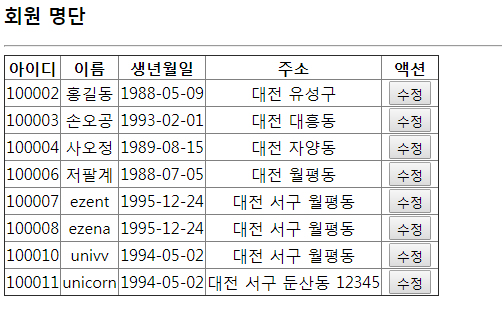 회원 명단
아이디 이름 생년월일 주소 액션
100002 홍길동 1988-05-09 대전 유성구 수정
100003 손오공 1993-02-01 대전 대흥동 수정
100004 사오정 1989-08-15 대전 자양동 수정
100006 저팔계 1988-07-05 대전 월평동 수정
100007 ezent 1995-12-24 대전 서구 월평동 수정
100008 ezena 1995-12-24 대전 서구 월평동 수정
100010 univv 1994-05-02 대전 서구 월평동 수정
100011 unicorn 1994-05-02 대전 서구 둔산동 12345 수정